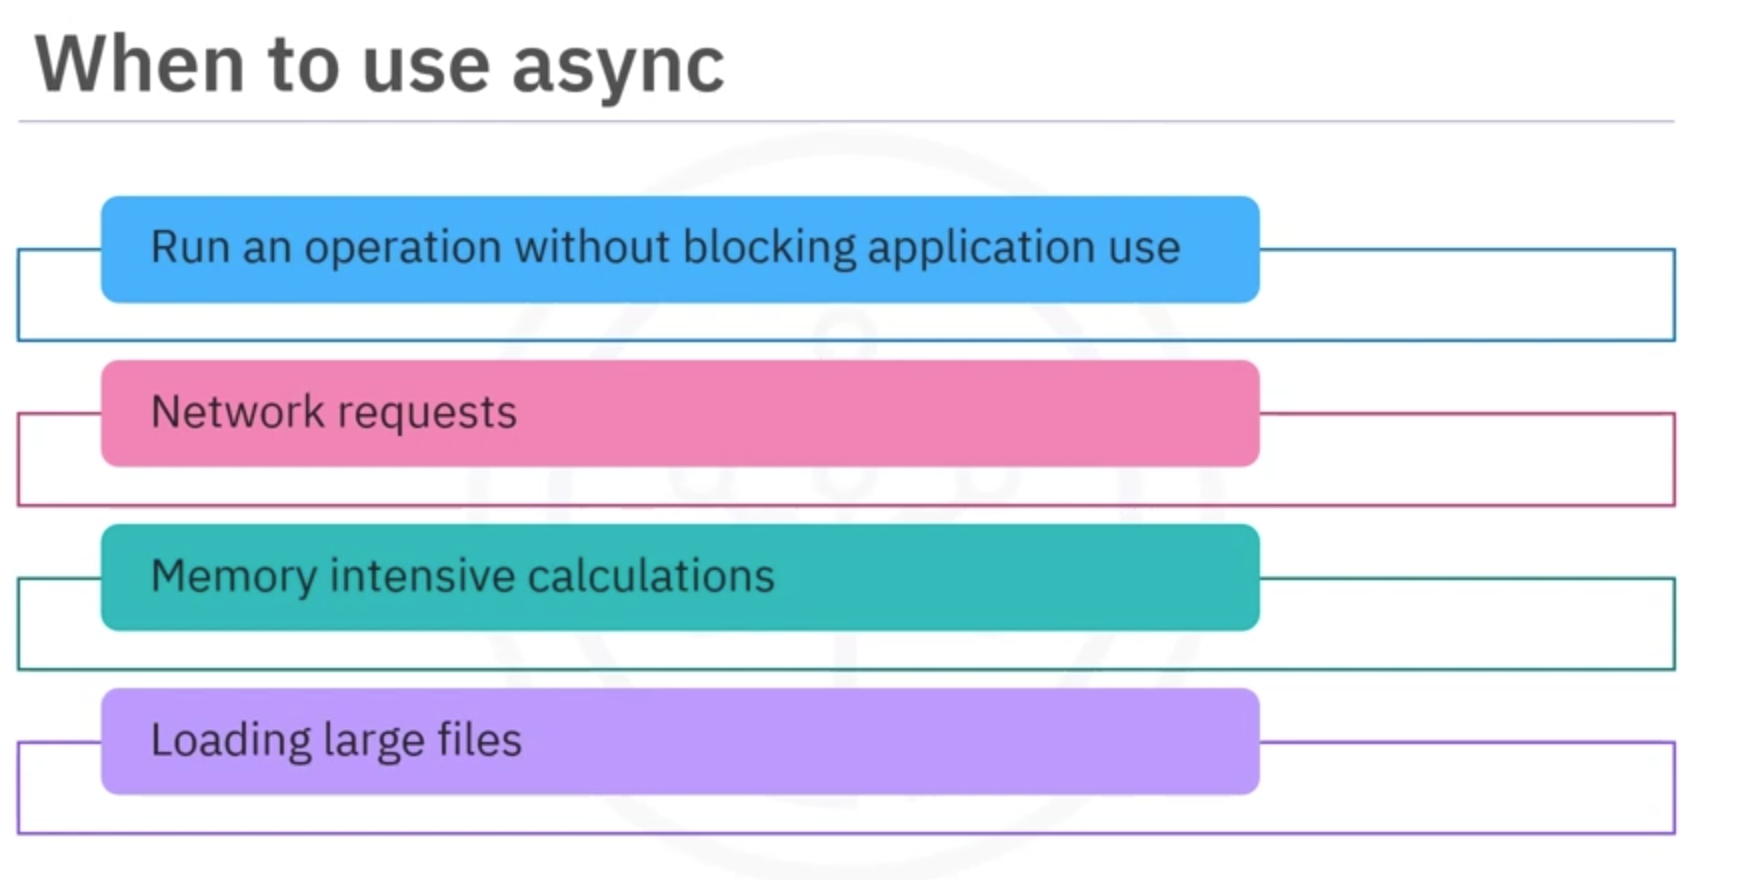 When to use async
Run an operation without blocking application use
Network requests
Memory intensive calculations
Loading large files